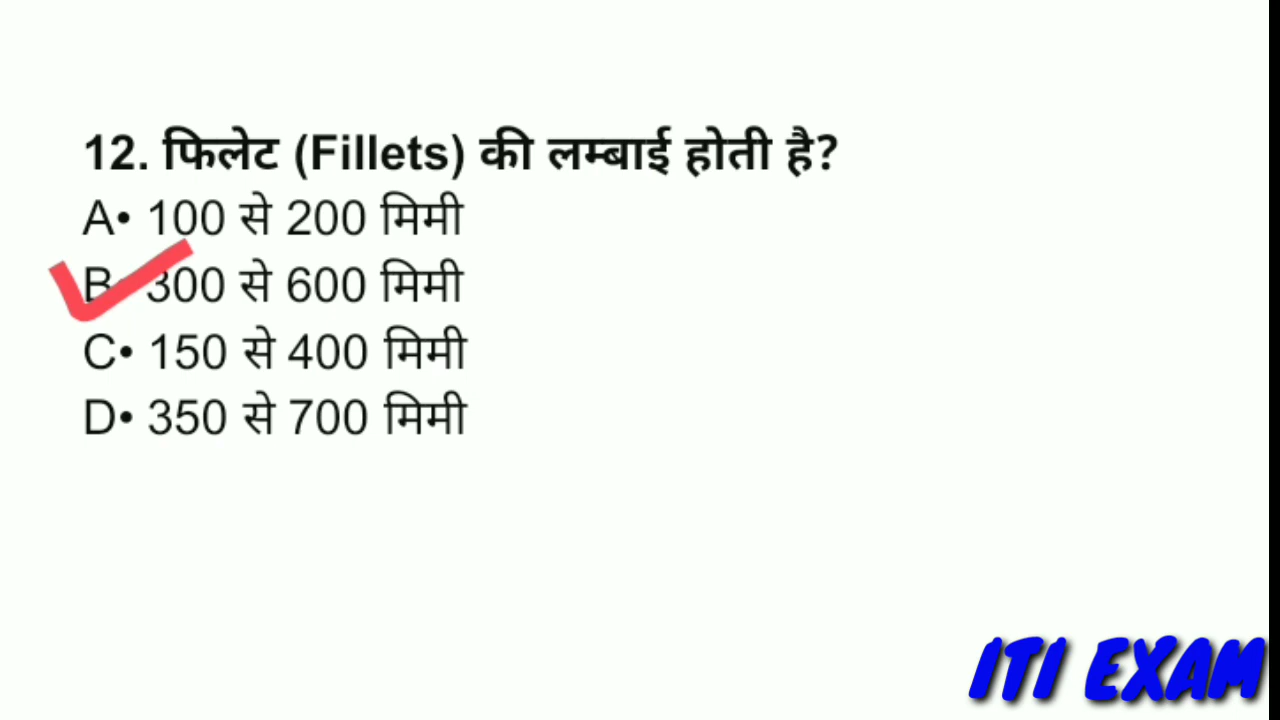 12. फिलेट (Fillets) की लम्बाई होती है?
A• 100 से 200 मिमी
B• 300 से 600 मिमी
C• 150 से 400 मिमी
D• 350 से 700 मिमी
ITI EXAM